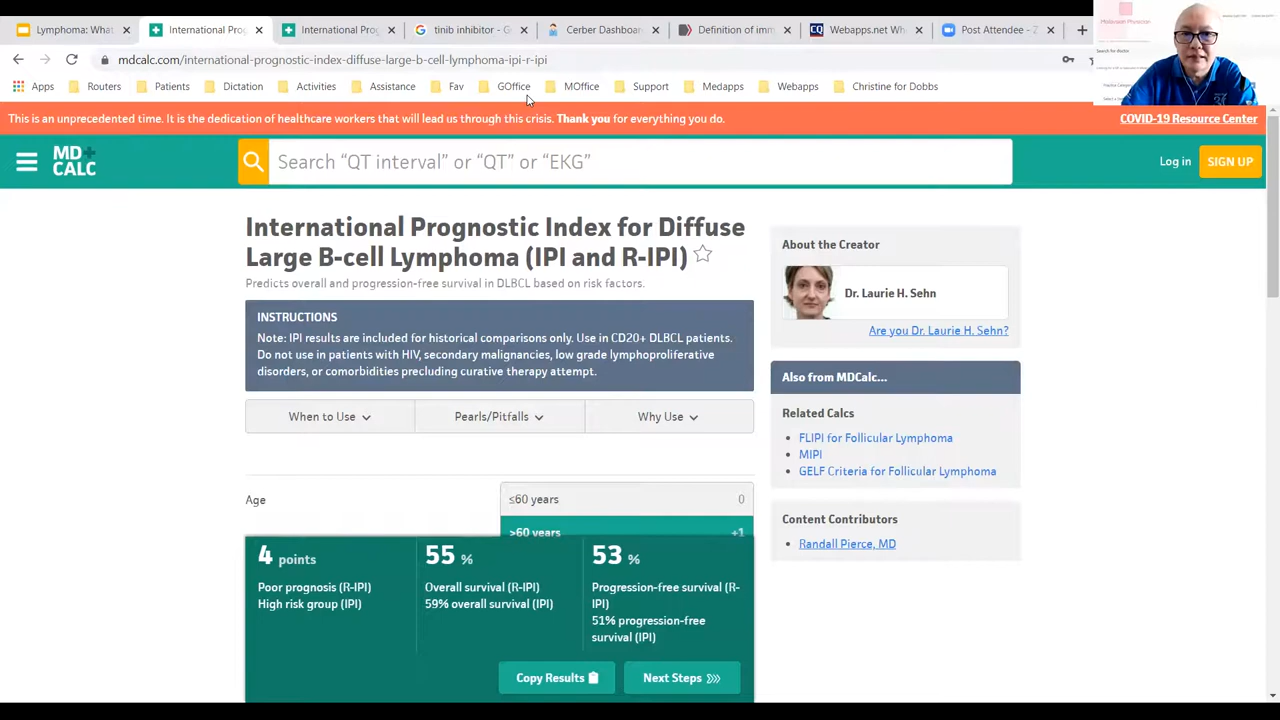 Lymphoma: What
International Prog
International Prog
inhibitor
Cerber Dashboard
Definition of imm
Webapps.net Wh
Post Attendee - Z
mdcalc.com/international-prognostic-index-diffuse-large-b-cell-lymp
ni-r-ipi
Apps
Routers
Patients
Dictation
Activities
Assistance
Fav
GOffice
MOffice
Support
Medapps
Webapps
Christine for Dobbs
This is an unprecedented time. It is the dedication of healthcare workers that will lead us through this crisis. Thank you for everything you do.
COVID-19 Resource Center
MD+
CALC
Search “QT interval” or “QT” or “EKG”
Log in
SIGN UP
International Prognostic Index for Diffuse
Large B-cell Lymphoma (IPI and R-IPI)
Predicts overall and progression-free survival in DLBCL based on risk factors.
INSTRUCTIONS
Note: IPI results are included for historical comparisons only. Use in CD20+ DLBCL patients.
Do not use in patients with HIV, secondary malignancies, low grade lymphoproliferative
disorders, or comorbidities precluding curative therapy attempt.
When to Use
Pearls/Pitfalls
Why Use
Age
≤60 years 0
>60 years +1
4 points
Poor prognosis (R-IPI)
High risk group (IPI)
55 %
Overall survival (R-IPI)
59% overall survival (IPI)
53 %
Progression-free survival (R-
IPI)
51% progression-free
survival (IPI)
Copy Results
Next Steps
About the Creator
Dr. Laurie H. Sehn
Are you Dr. Laurie H. Sehn?
Also from MDCalc...
Related Calcs
FLIPI for Follicular Lymphoma
MIPI
GELF Criteria for Follicular Lymphoma
Content Contributors
Randall Pierce, MD